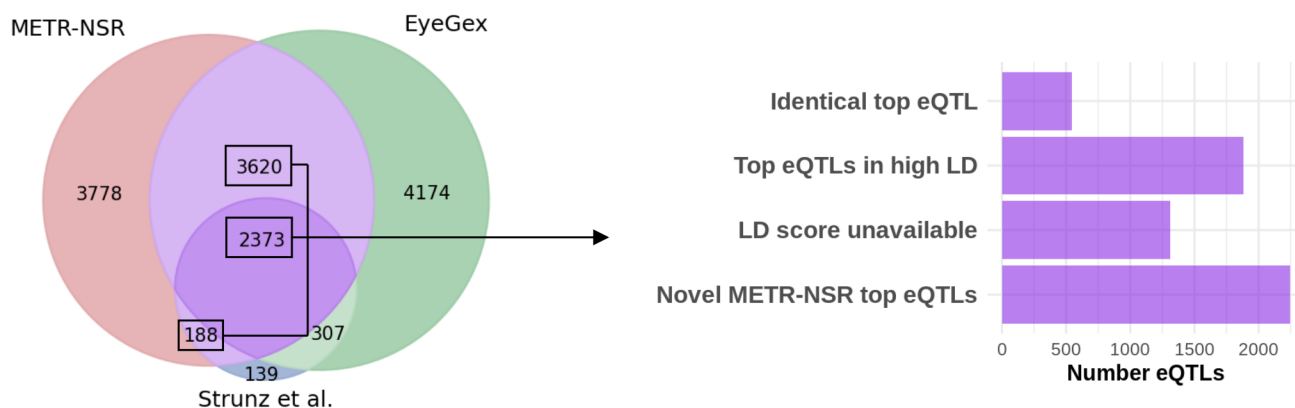 METR-NSR
EyeGex
3620
3778
4174
2373
188
307
139
Strunz et al.
Identical top eQTL
Top eQTLs in high LD
LD score unavailable
Novel METR-NSR top eQTLs
0 500 1000 1500 2000
Number eQTLs